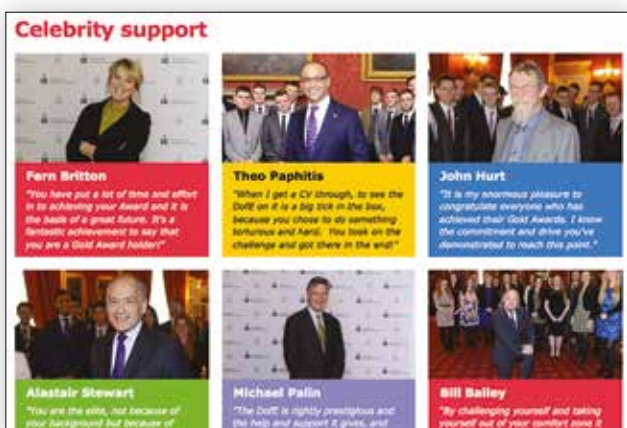 Celebrity support
Fern Britton
"You have put a lot of time and effort
in to achieving your Award and it is
the basis of a great future. It's a
fantastic achievement to say that
you are a Gold Award holder!"
Theo Paphitis
"When I get a CV through, to see the
DofE on it is a big tick in the box,
because you chose to do something
torturous and hard. You took on the
challenge and got there in the end!"
John Hurt
"It is my enormous pleasure to
congratulate everyone who has
achieved their Gold Awards. I know
the commitment and drive you've
demonstrated to reach this point."
Alastair Stewart
"You are the elite, not because of
your background but because of
Michael Palin
"The DofE is rightly prestigious and
the help and support it gives, and
Bill Bailey
"By challenging yourself and taking
yourself out of your comfort zone it